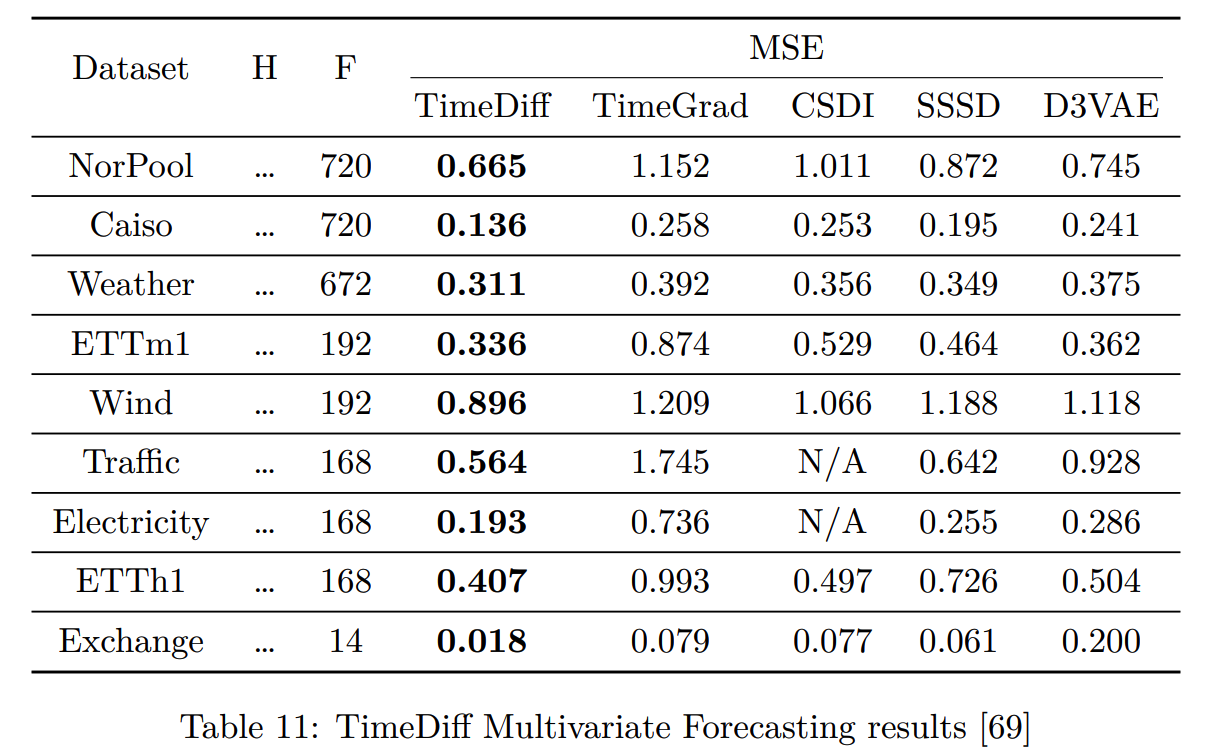 MSE
Dataset H F
TimeDiff TimeGrad CSDI SSSD D3VAE
NorPool ... 720 0.665 1.152 1.011 0.872 0.745
Caiso ... 720 0.136 0.258 0.253 0.195 0.241
Weather ... 672 0.311 0.392 0.356 0.349 0.375
ETTm1 ... 192 0.336 0.874 0.529 0.464 0.362
Wind ... 192 0.896 1.209 1.066 1.188 1.118
Traffic ... 168 0.564 1.745 N/A 0.642 0.928
Electricity ... 168 0.193 0.736 N/A 0.255 0.286
ETTh1 ... 168 0.407 0.993 0.497 0.726 0.504
Exchange ... 14 0.018 0.079 0.077 0.061 0.200
Table 11: TimeDiff Multivariate Forecasting results [69]